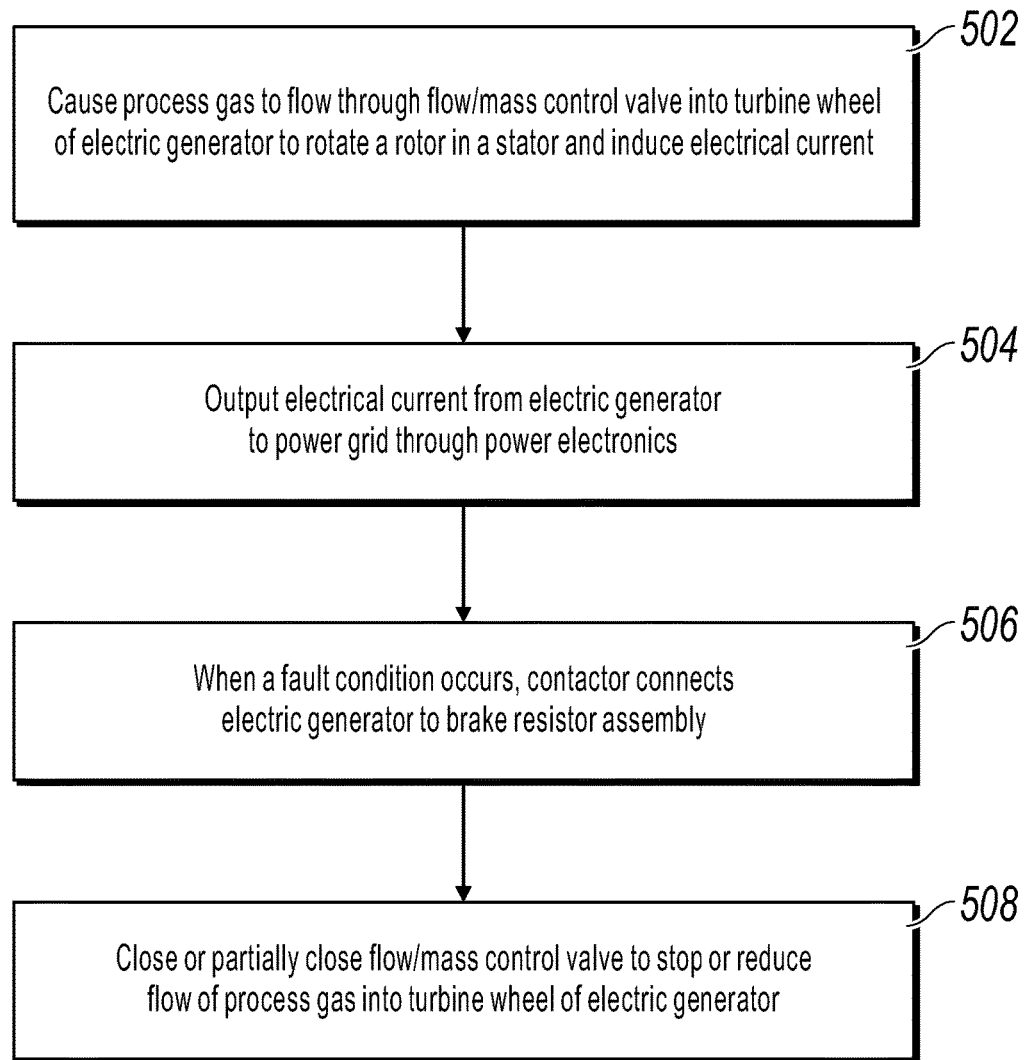 502
Cause process gas to flow through flow/mass control valve into turbine wheel
of electric generator to rotate a rotor in a stator and induce electrical current
504
Output electrical current from electric generator
to power grid through power electronics
506
When a fault condition occurs, contactor connects
electric generator to brake resistor assembly
508
Close or partially close flow/mass control valve to stop or reduce
flow of process gas into turbine wheel of electric generator